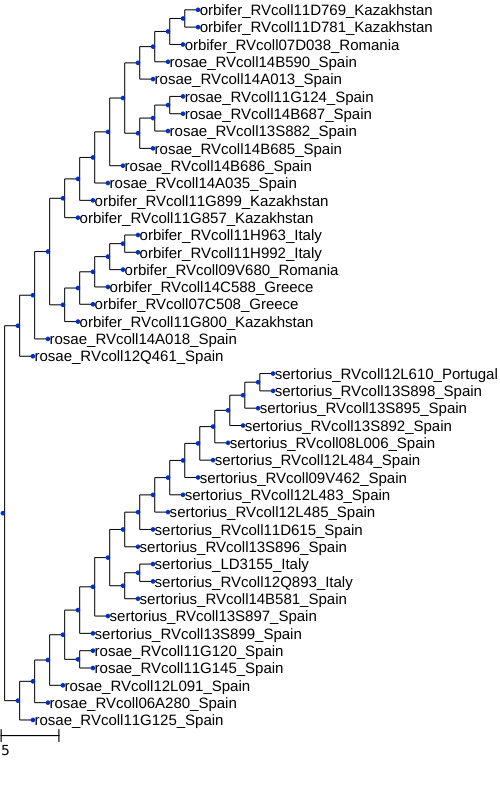 orbifer_RVcoll11D769_Kazakhstan
orbifer_RVcoll11D781_Kazakhstan
orbifer_RVcoll07D038_Romania
rosae_RVcoll14B590_Spain
rosae_RVcoll14A013_Spain
rosae_RVcoll11G124_Spain
rosae_RVcoll14B687_Spain
rosae_RVcoll13S882_Spain
rosae_RVcoll14B685_Spain
rosae_RVcoll14B686_Spain
rosae_RVcoll14A035_Spain
orbifer_RVcoll11G899_Kazakhstan
orbifer_RVcoll11G857_Kazakhstan
orbifer_RVcoll11H963_Italy
orbifer_RVcoll11H992_Italy
orbifer_RVcoll09V680_Romania
orbifer_RVcoll14C588_Greece
orbifer_RVcoll07C508_Greece
orbifer_RVcoll11G800_Kazakhstan
rosae_RVcoll14A018_Spain
rosae_RVcoll12Q461_Spain
sertorius_RVcoll12L610_Portugal
sertorius_RVcoll13S898_Spain
sertorius_RVcoll13S895_Spain
sertorius_RVcoll13S892_Spain
sertorius_RVcoll08L006_Spain
sertorius_RVcoll12L484_Spain
sertorius_RVcoll09V462_Spain
sertorius_RVcoll12L483_Spain
sertorius_RVcoll12L485_Spain
sertorius_RVcoll11D615_Spain
sertorius_RVcoll13S896_Spain
sertorius_LD3155_Italy
sertorius_RVcoll12Q893_Italy
sertorius_RVcoll14B581_Spain
sertorius_RVcoll13S897_Spain
sertorius_RVcoll13S899_Spain
rosae_RVcoll11G120_Spain
rosae_RVcoll11G145_Spain
rosae_RVcoll12L091_Spain
rosae_RVcoll06A280_Spain
rosae_RVcoll11G125_Spain
5